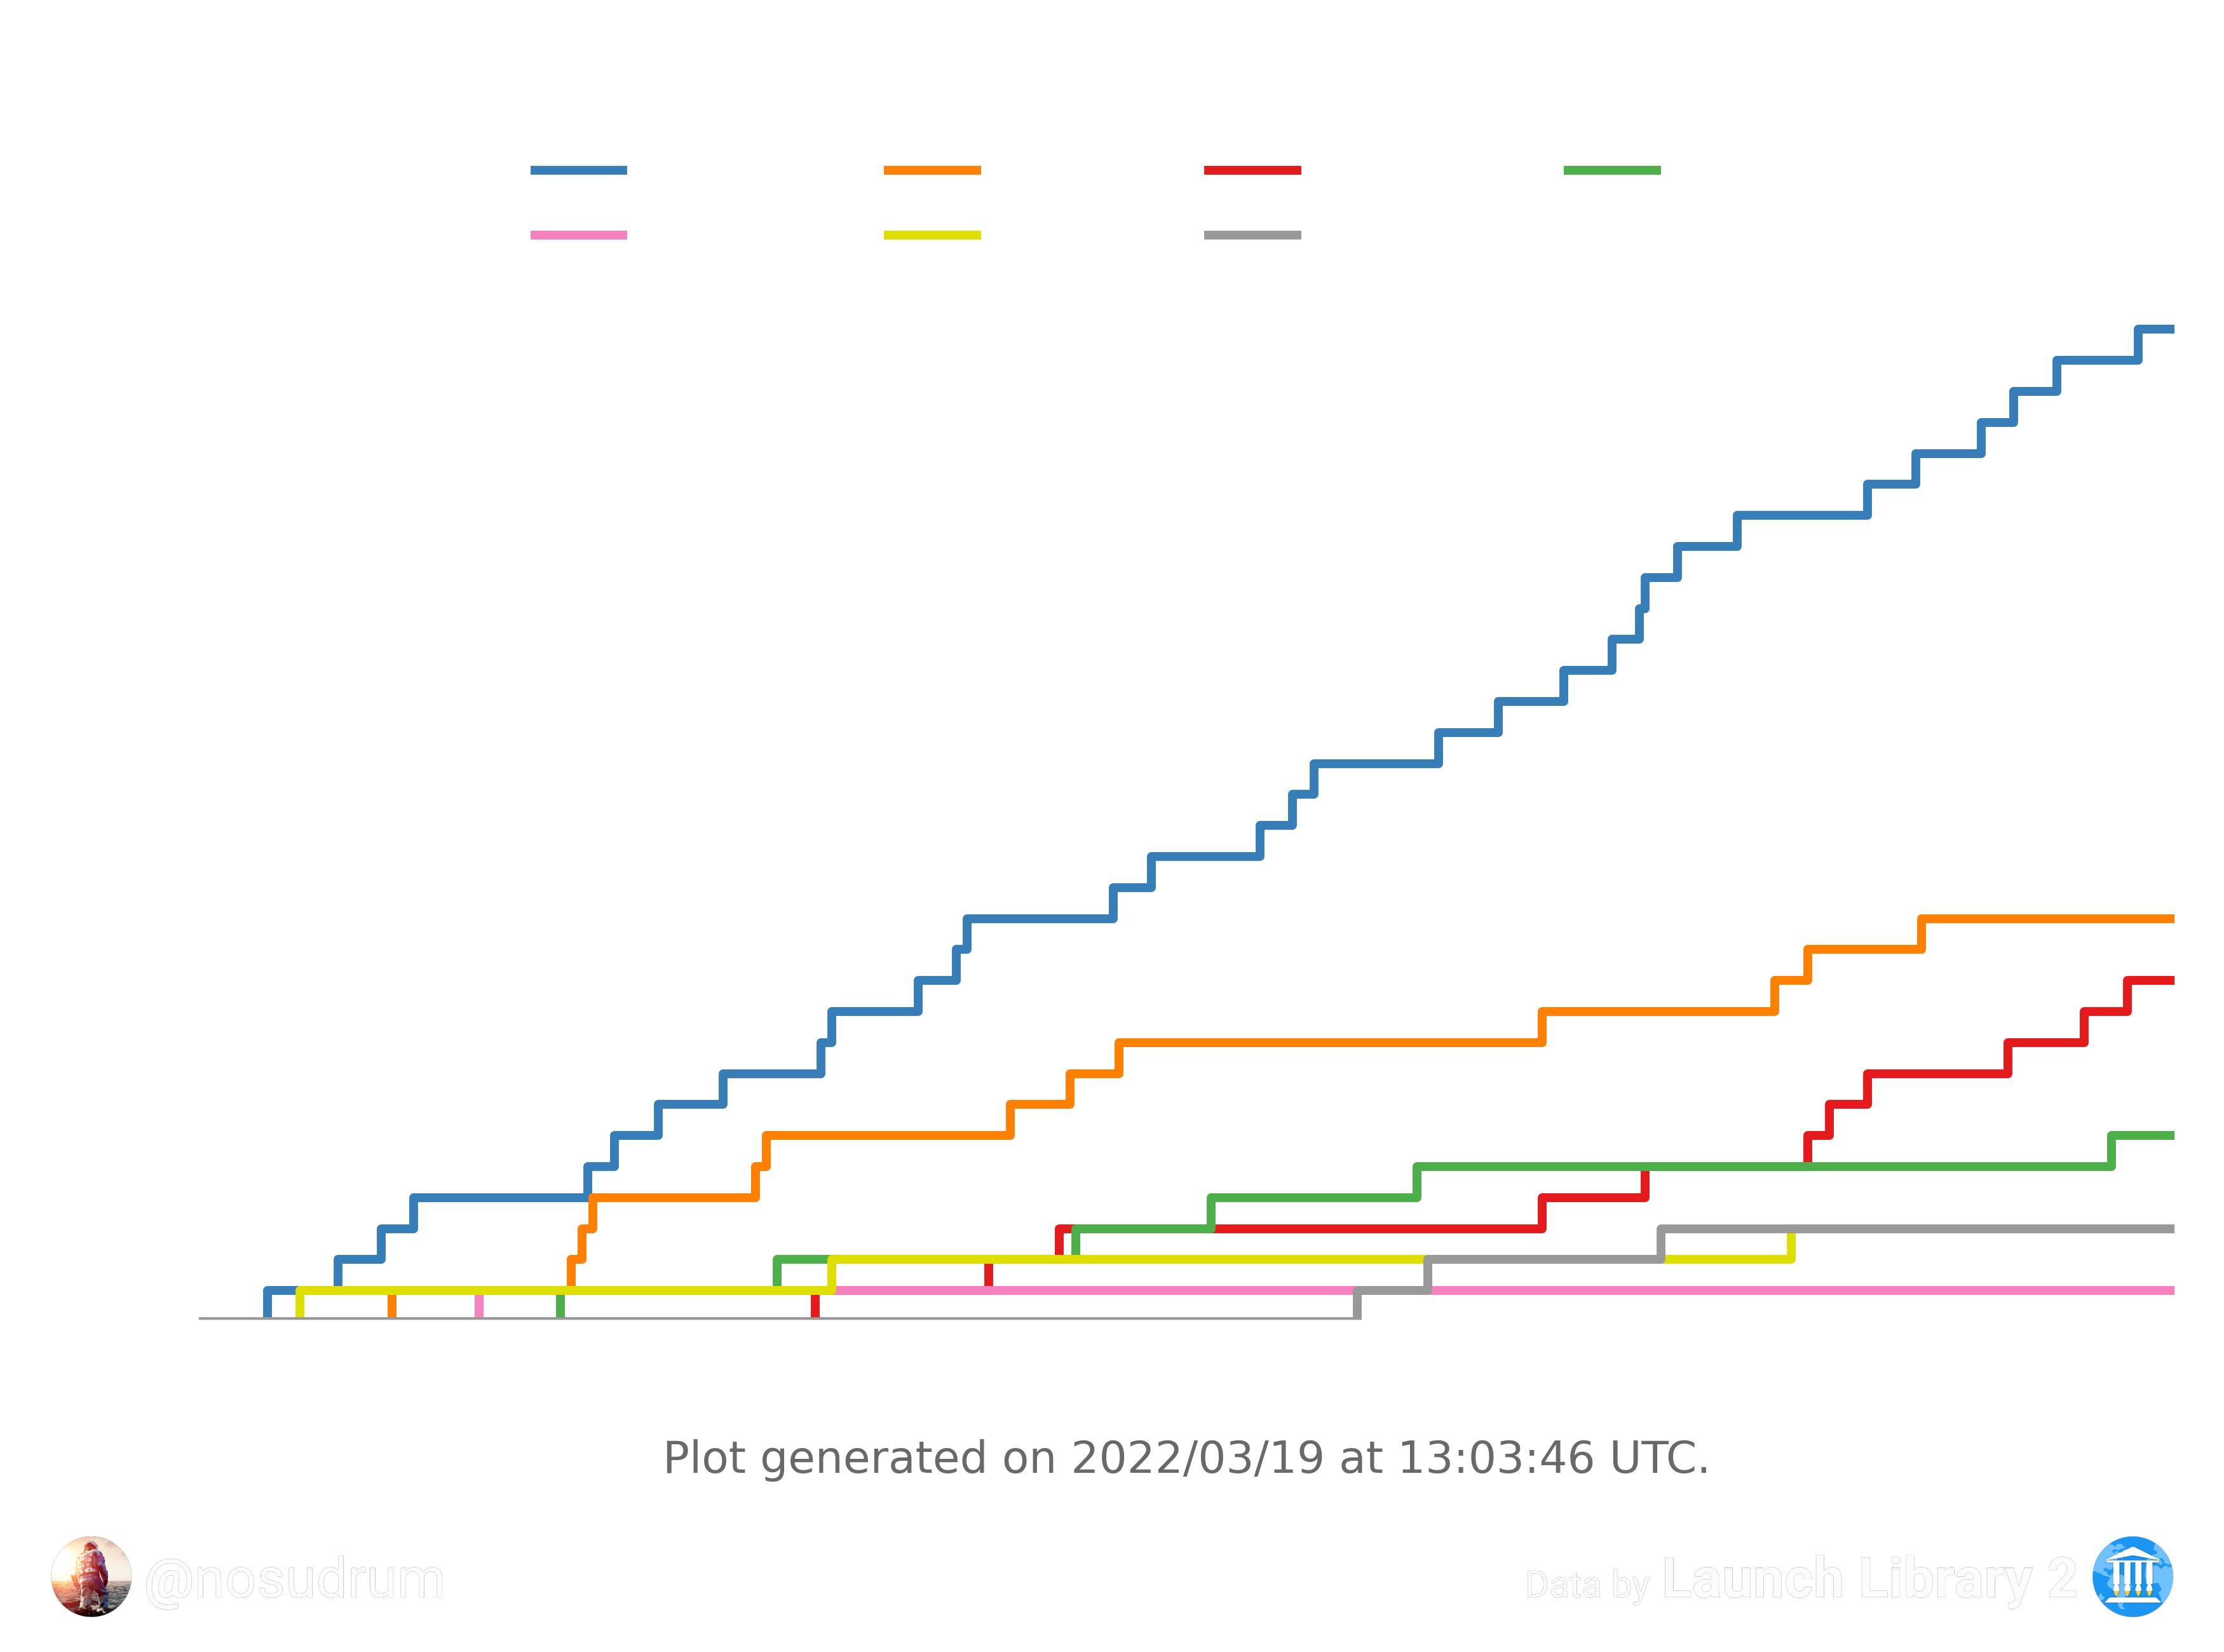 Plot generated on 2022/03/19 at 13:03:46 UTC.
@nosudrum
Data by Launch Library 2